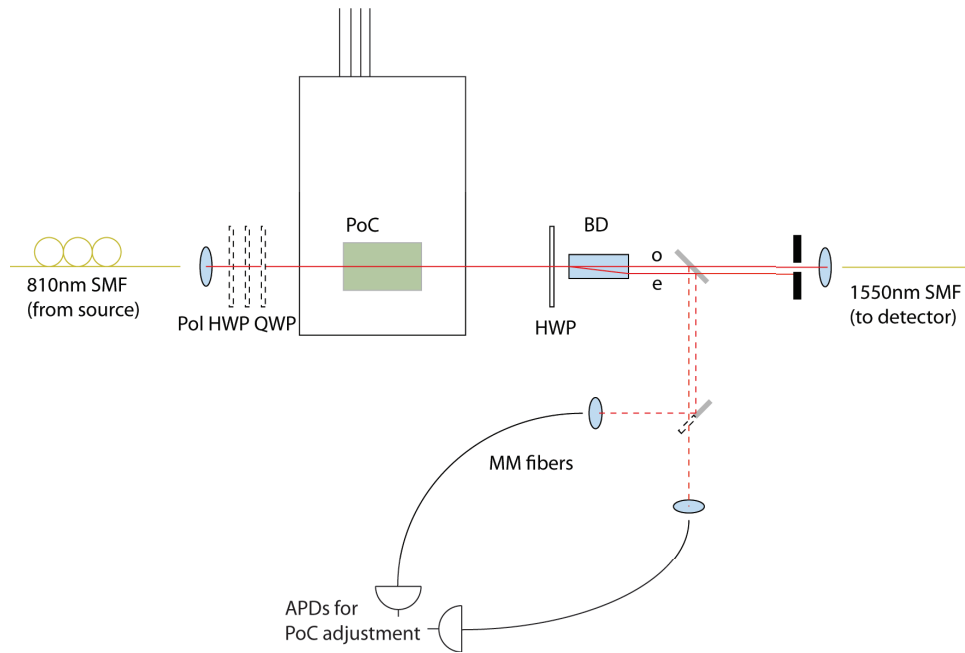 PoC
BD
o
e
810nm SMF
(from source)
Pol HWP QWP
HWP
1550nm SMF
(to detector)
MM fibers
APDs for
PoC adjustment